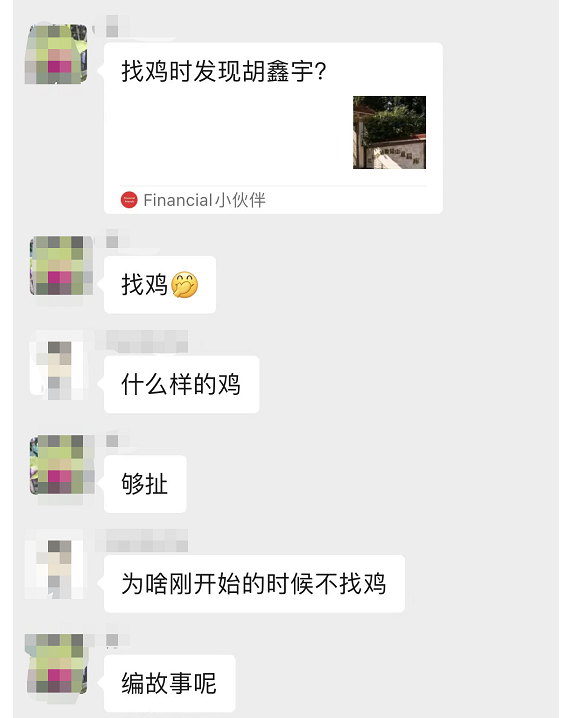 找鸡时发现胡鑫宇?
Financial小伙伴
找鸡
什么样的鸡
够扯
为啥刚开始的时候不找鸡
编故事呢